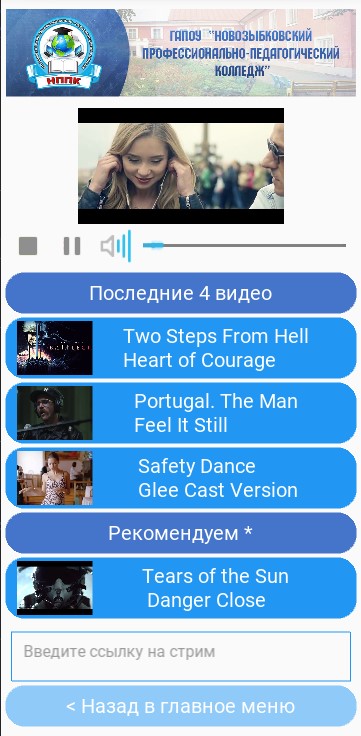 ГАПОУ "НОВОЗЫБКОВСКИЙ
ПРОФЕССИОНАЛЬНО-ПЕДАГОГИЧЕСКИЙ
КОЛЛЕДЖ"
НППК
Последние 4 видео
Two Steps From Hell
Heart of Courage
Portugal. The Man
Feel It Still
Safety Dance
Glee Cast Version
Рекомендуем *
Tears of the Sun
Danger Close
Введите ссылку на стрим
< Назад в главное меню